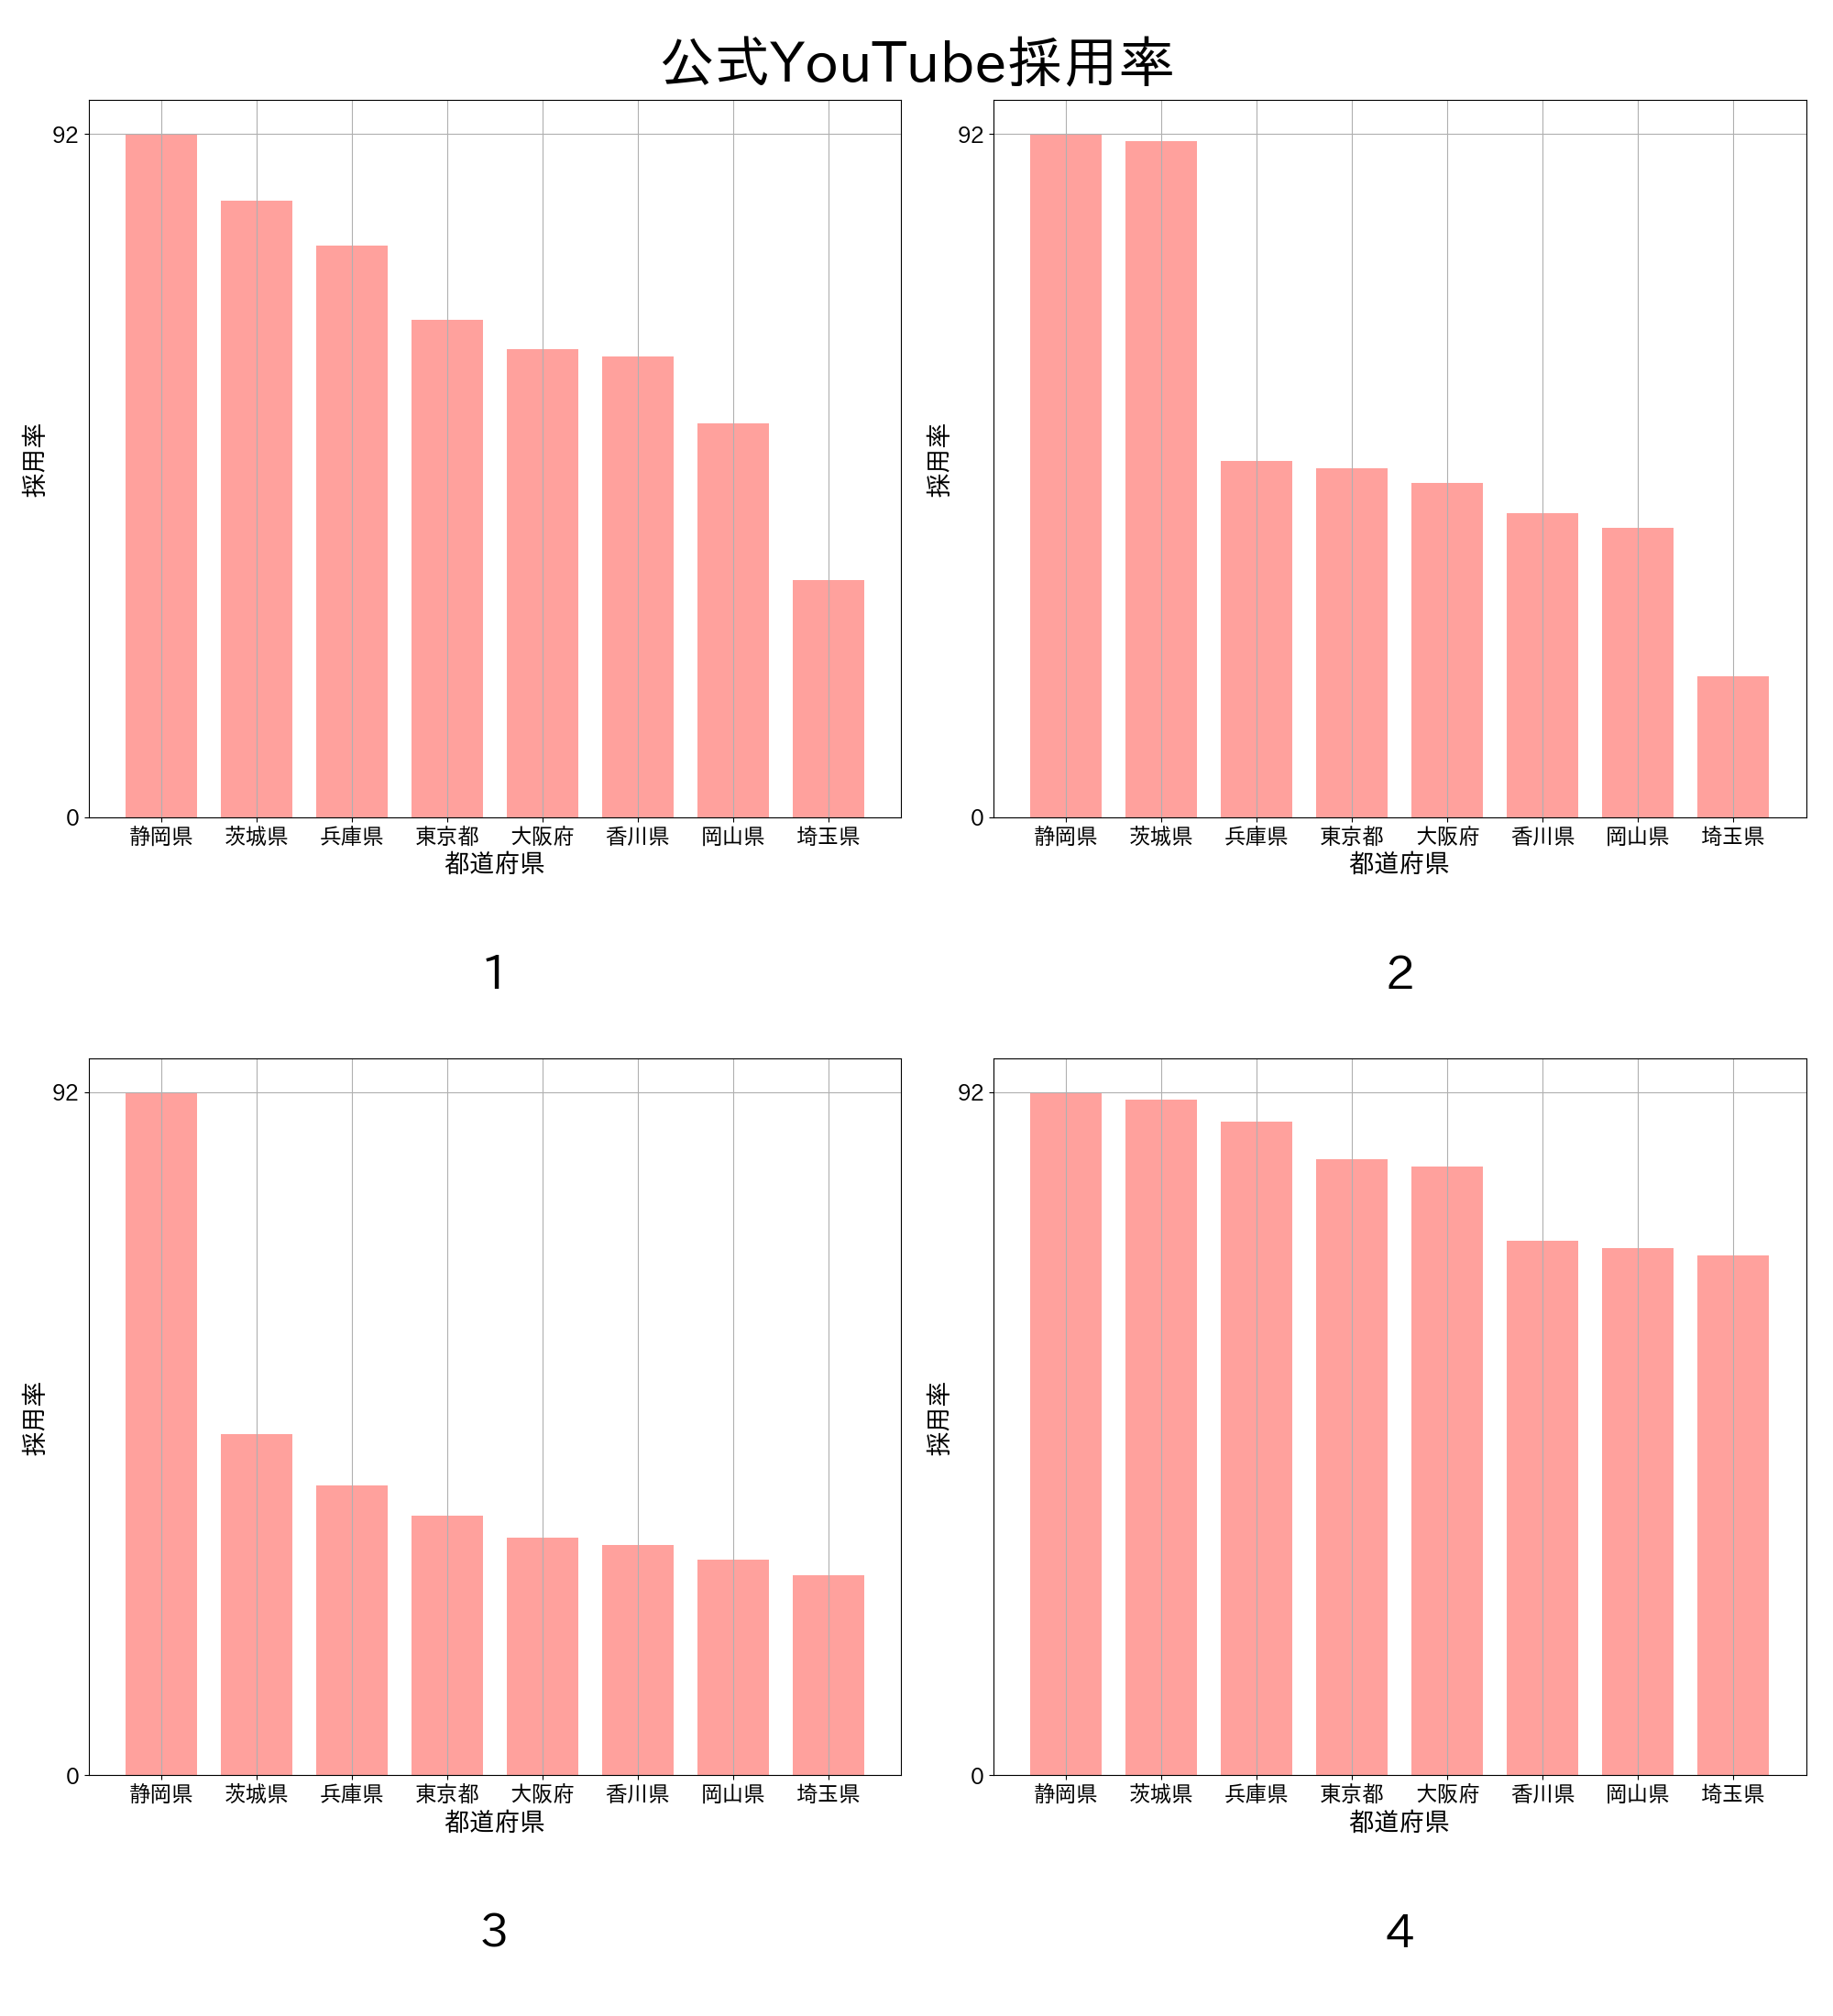 公式YouTube採用率
92
0
採用率
静岡県 茨城県 兵庫県 東京都 大阪府 香川県 岡山県 埼玉県
都道府県
1
92
0
採用率
静岡県 茨城県 兵庫県 東京都 大阪府 香川県 岡山県 埼玉県
都道府県
2
92
0
採用率
静岡県 茨城県 兵庫県 東京都 大阪府 香川県 岡山県 埼玉県
都道府県
3
92
0
採用率
静岡県 茨城県 兵庫県 東京都 大阪府 香川県 岡山県 埼玉県
都道府県
4